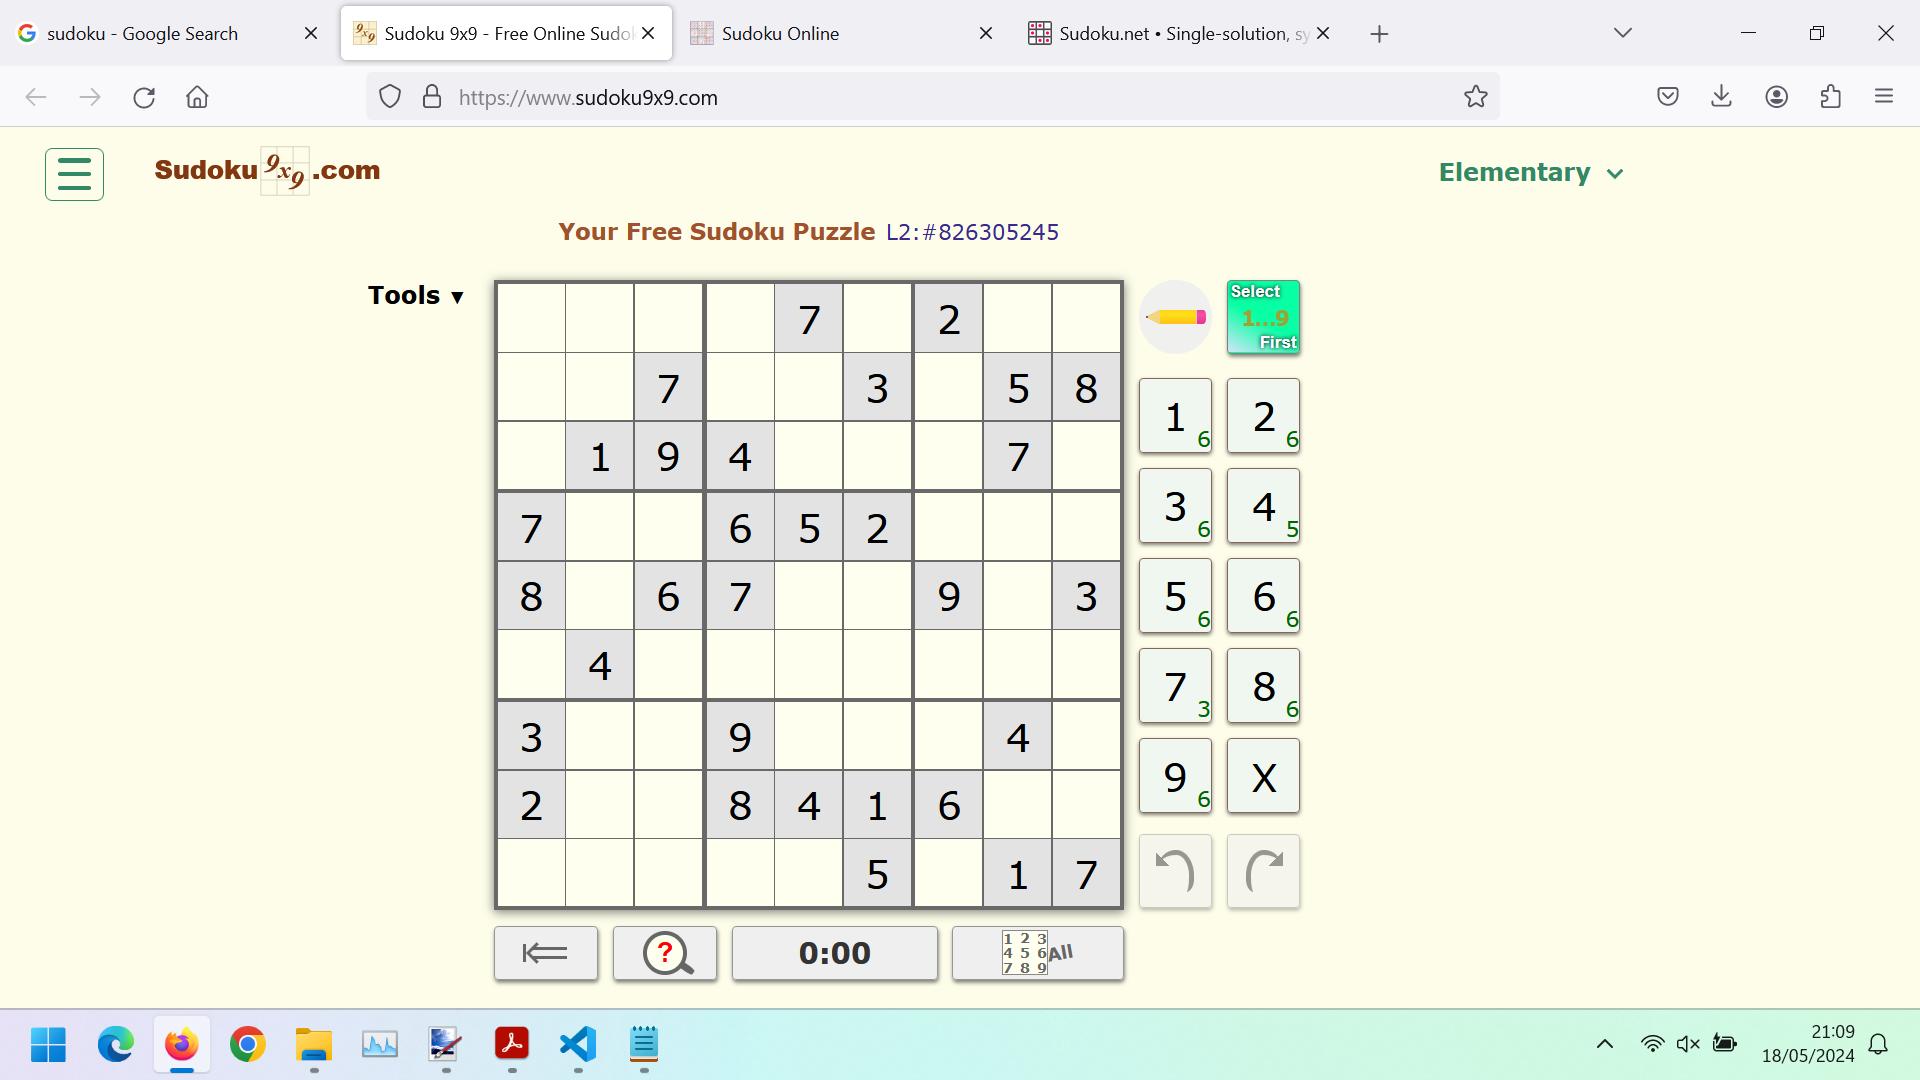 sudoku - Google Search
Sudoku 9x9 - Free Online Sudo
Sudoku Online
Sudoku.net • Single-solution, sy
https://www.sudoku9x9.com
Sudoku 9x9 .com
Elementary
Your Free Sudoku Puzzle L2:#826305245
Tools ▼
Select
1...9
First
7 2
7 3 5 8
1 9 4 7
7 6 5 2
8 6 7 9 3
4
3 9 4
2 8 4 1 6
5 1 7
1 6 2 6
3 6 4 5
5 6 6 6
7 3 8 6
9 6 X
?
0:00
1 2 3
4 5 6
7 8 9
All
21:09
18/05/2024